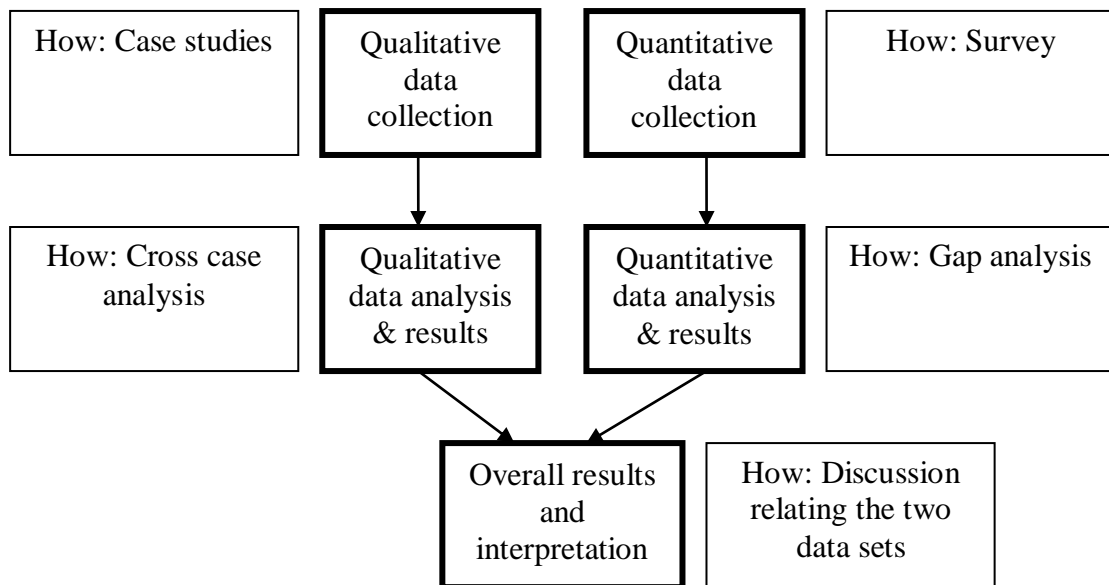 How: Case studies
Qualitative
data
collection
Quantitative
data
collection
How: Survey
How: Cross case
analysis
Qualitative
data analysis
& results
Quantitative
data analysis
& results
How: Gap analysis
Overall results
and
interpretation
How: Discussion
relating the two
data sets